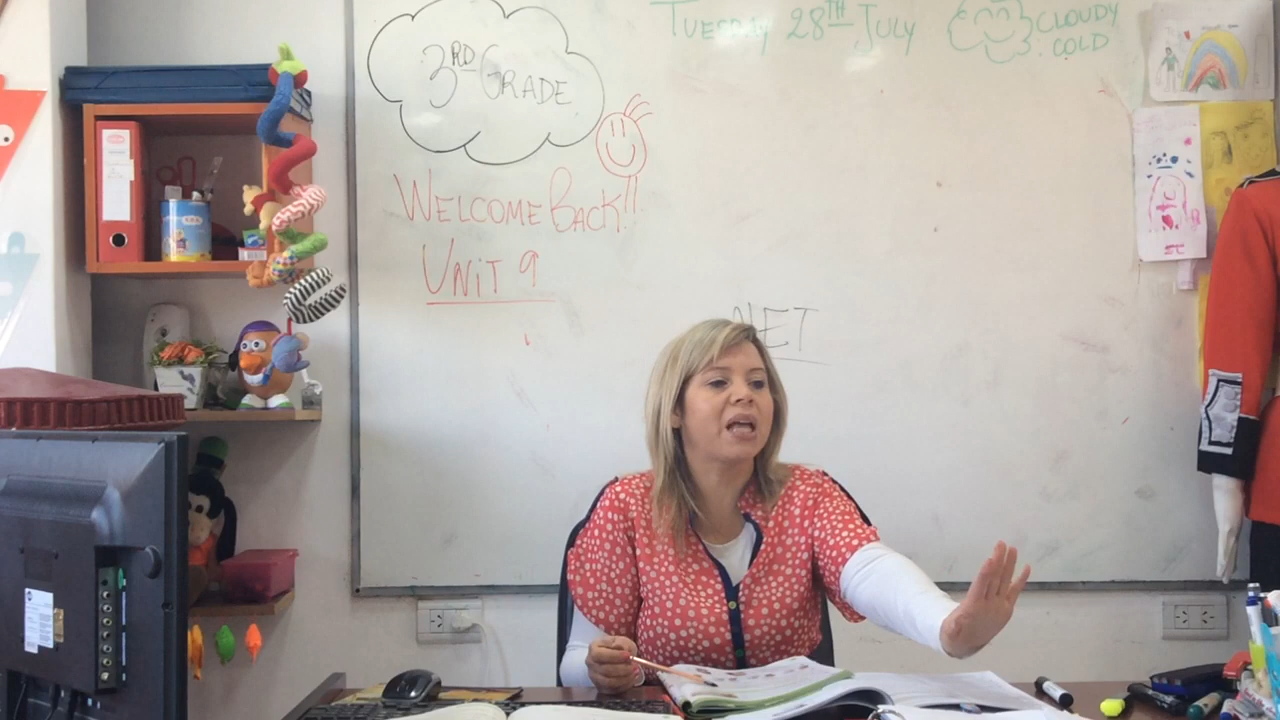 3RD GRADE
WELCOME BACK!!
UNIT 9
TUESDAY 28TH JULY
CLOUDY
COLD
NET